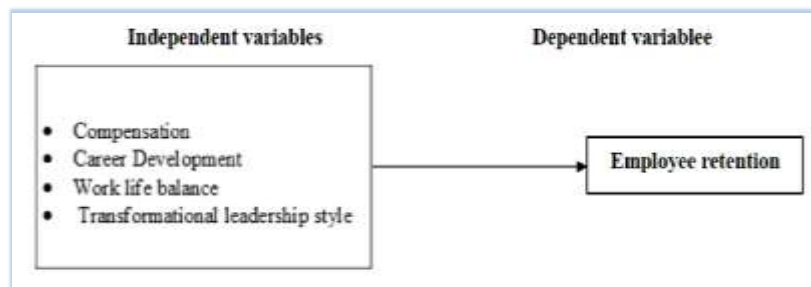 Independent variables
Dependent variablee
• Compensation
• Career Development
• Work life balance
• Transformational leadership style
Employee retention